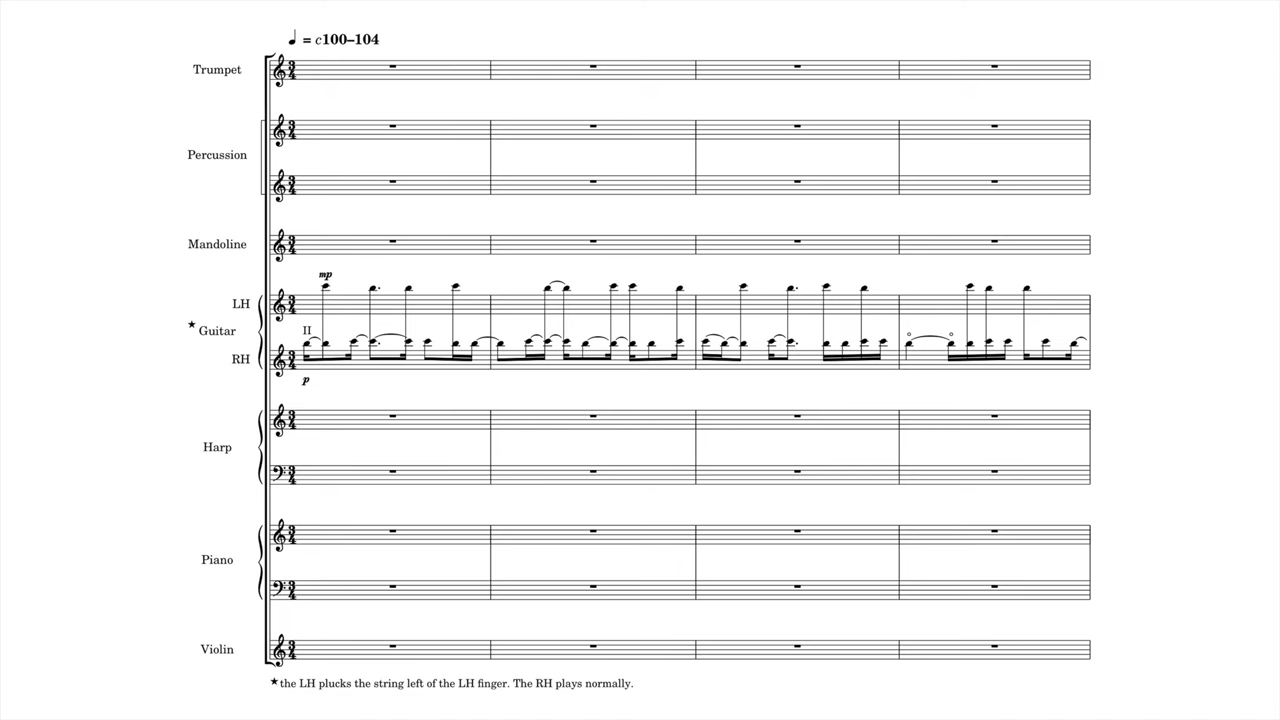 ♩ = c100–104
Trumpet
Percussion
Mandoline
mp
LH
★Guitar
II
RH
p
Harp
Piano
Violin
★the LH plucks the string left of the LH finger. The RH plays normally.